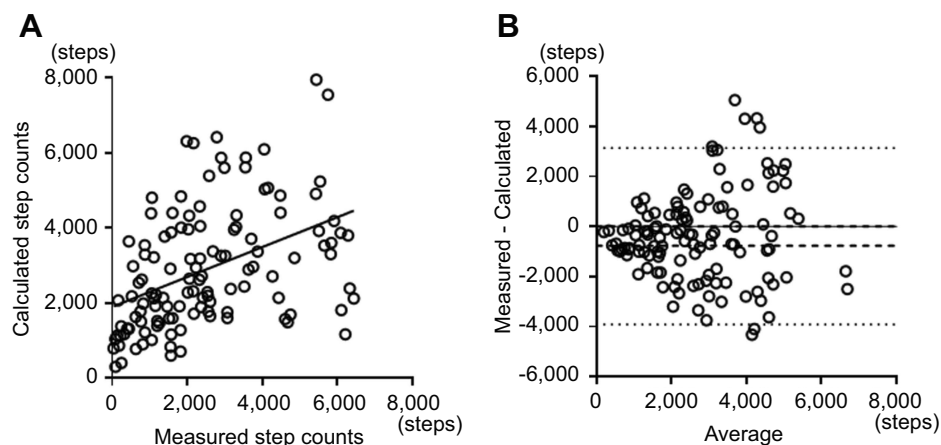 A
(steps)
8,000
6,000
4,000
2,000
0
Calculated step counts
0 2,000 4,000 6,000 8,000
(steps)
Measured step counts
B
(steps)
6,000
4,000
2,000
0
-2,000
-4,000
-6,000
Measured - Calculated
0 2,000 4,000 6,000 8,000
(steps)
Average